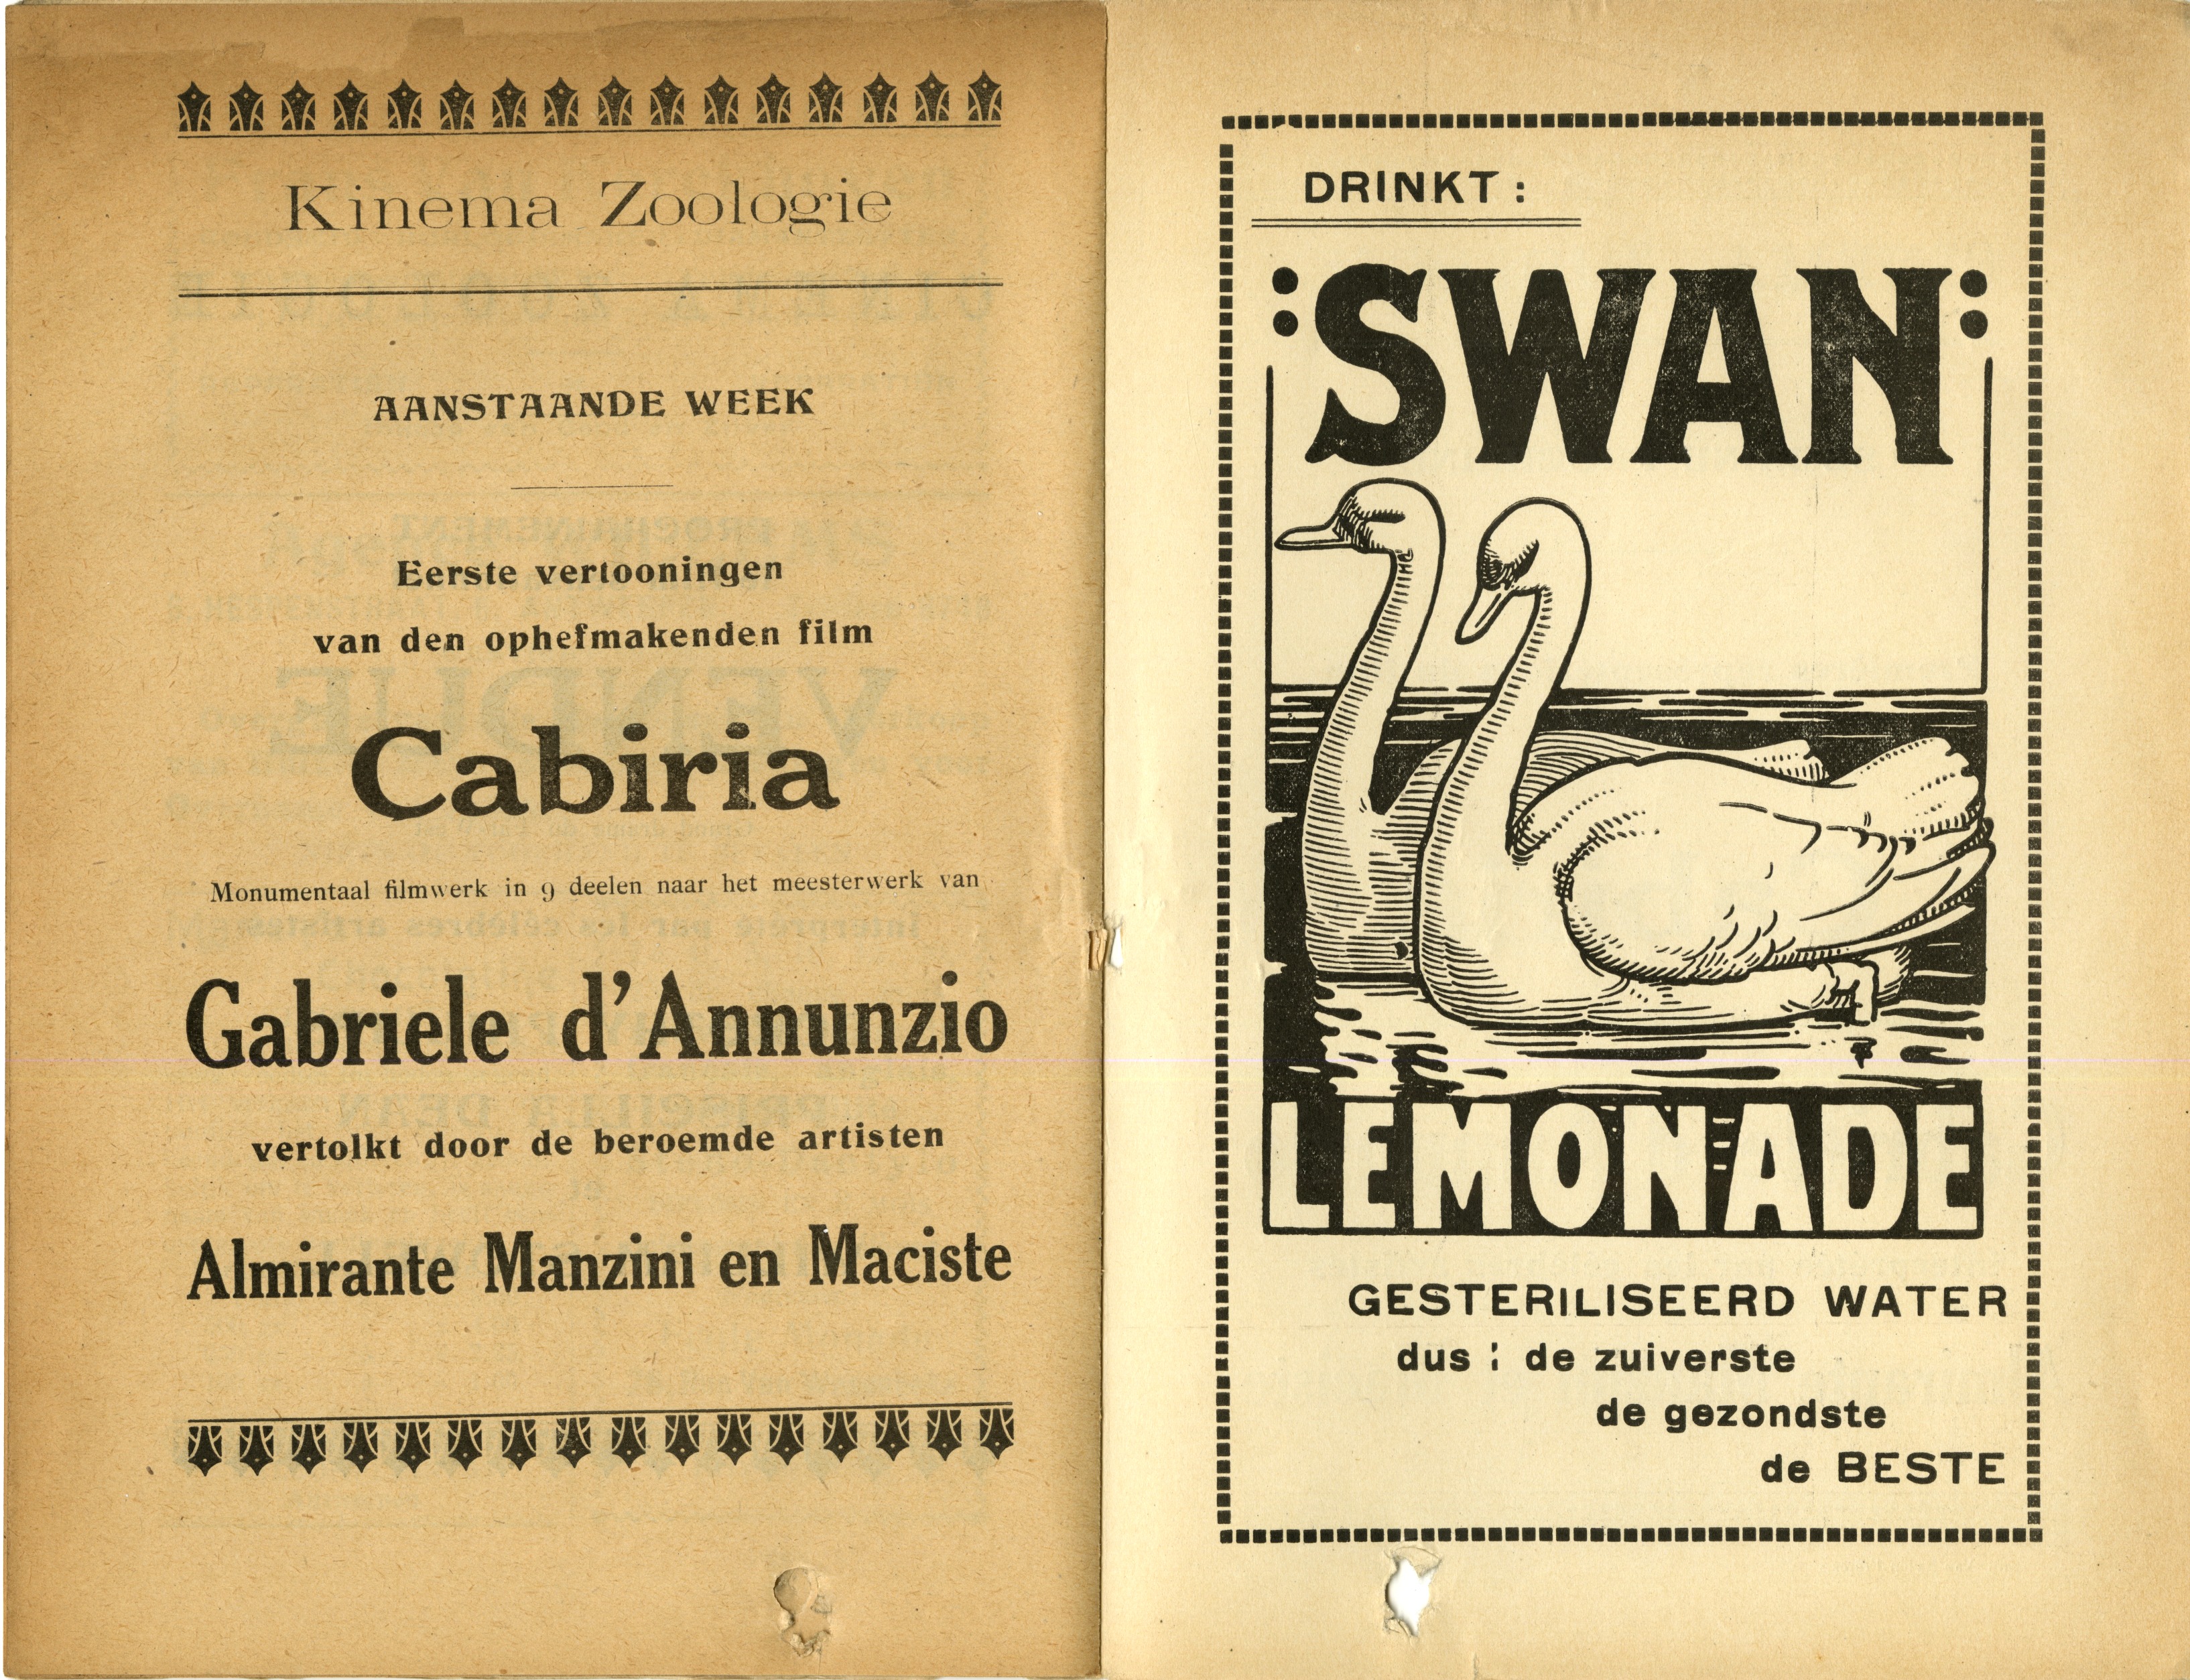 Kinema Zoologie
AANSTAANDE WEEK
Eerste vertooningen
van den ophefmakenden film
Cabiria
Monumentaal filmwerk in 9 deelen naar het meesterwerk van
Gabriele d'Annunzio
vertolkt door de beroemde artisten
Almirante Manzini en Maciste
DRINKT :
:SWAN:
LEMONADE
GESTERILISEERD WATER
dus : de zuiverste
de gezondste
de BESTE